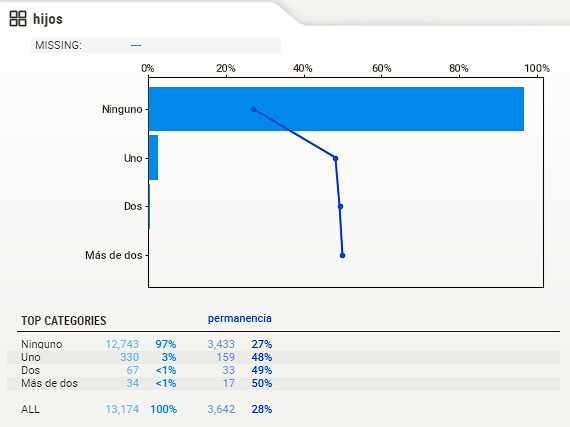 hijos
MISSING: ---
0% 20% 40% 60% 80% 100%
Ninguno
Uno
Dos
Más de dos
TOP CATEGORIES permanencia
Ninguno 12,743 97% 3,433 27%
Uno 330 3% 159 48%
Dos 67 <1% 33 49%
Más de dos 34 <1% 17 50%
ALL 13,174 100% 3,642 28%